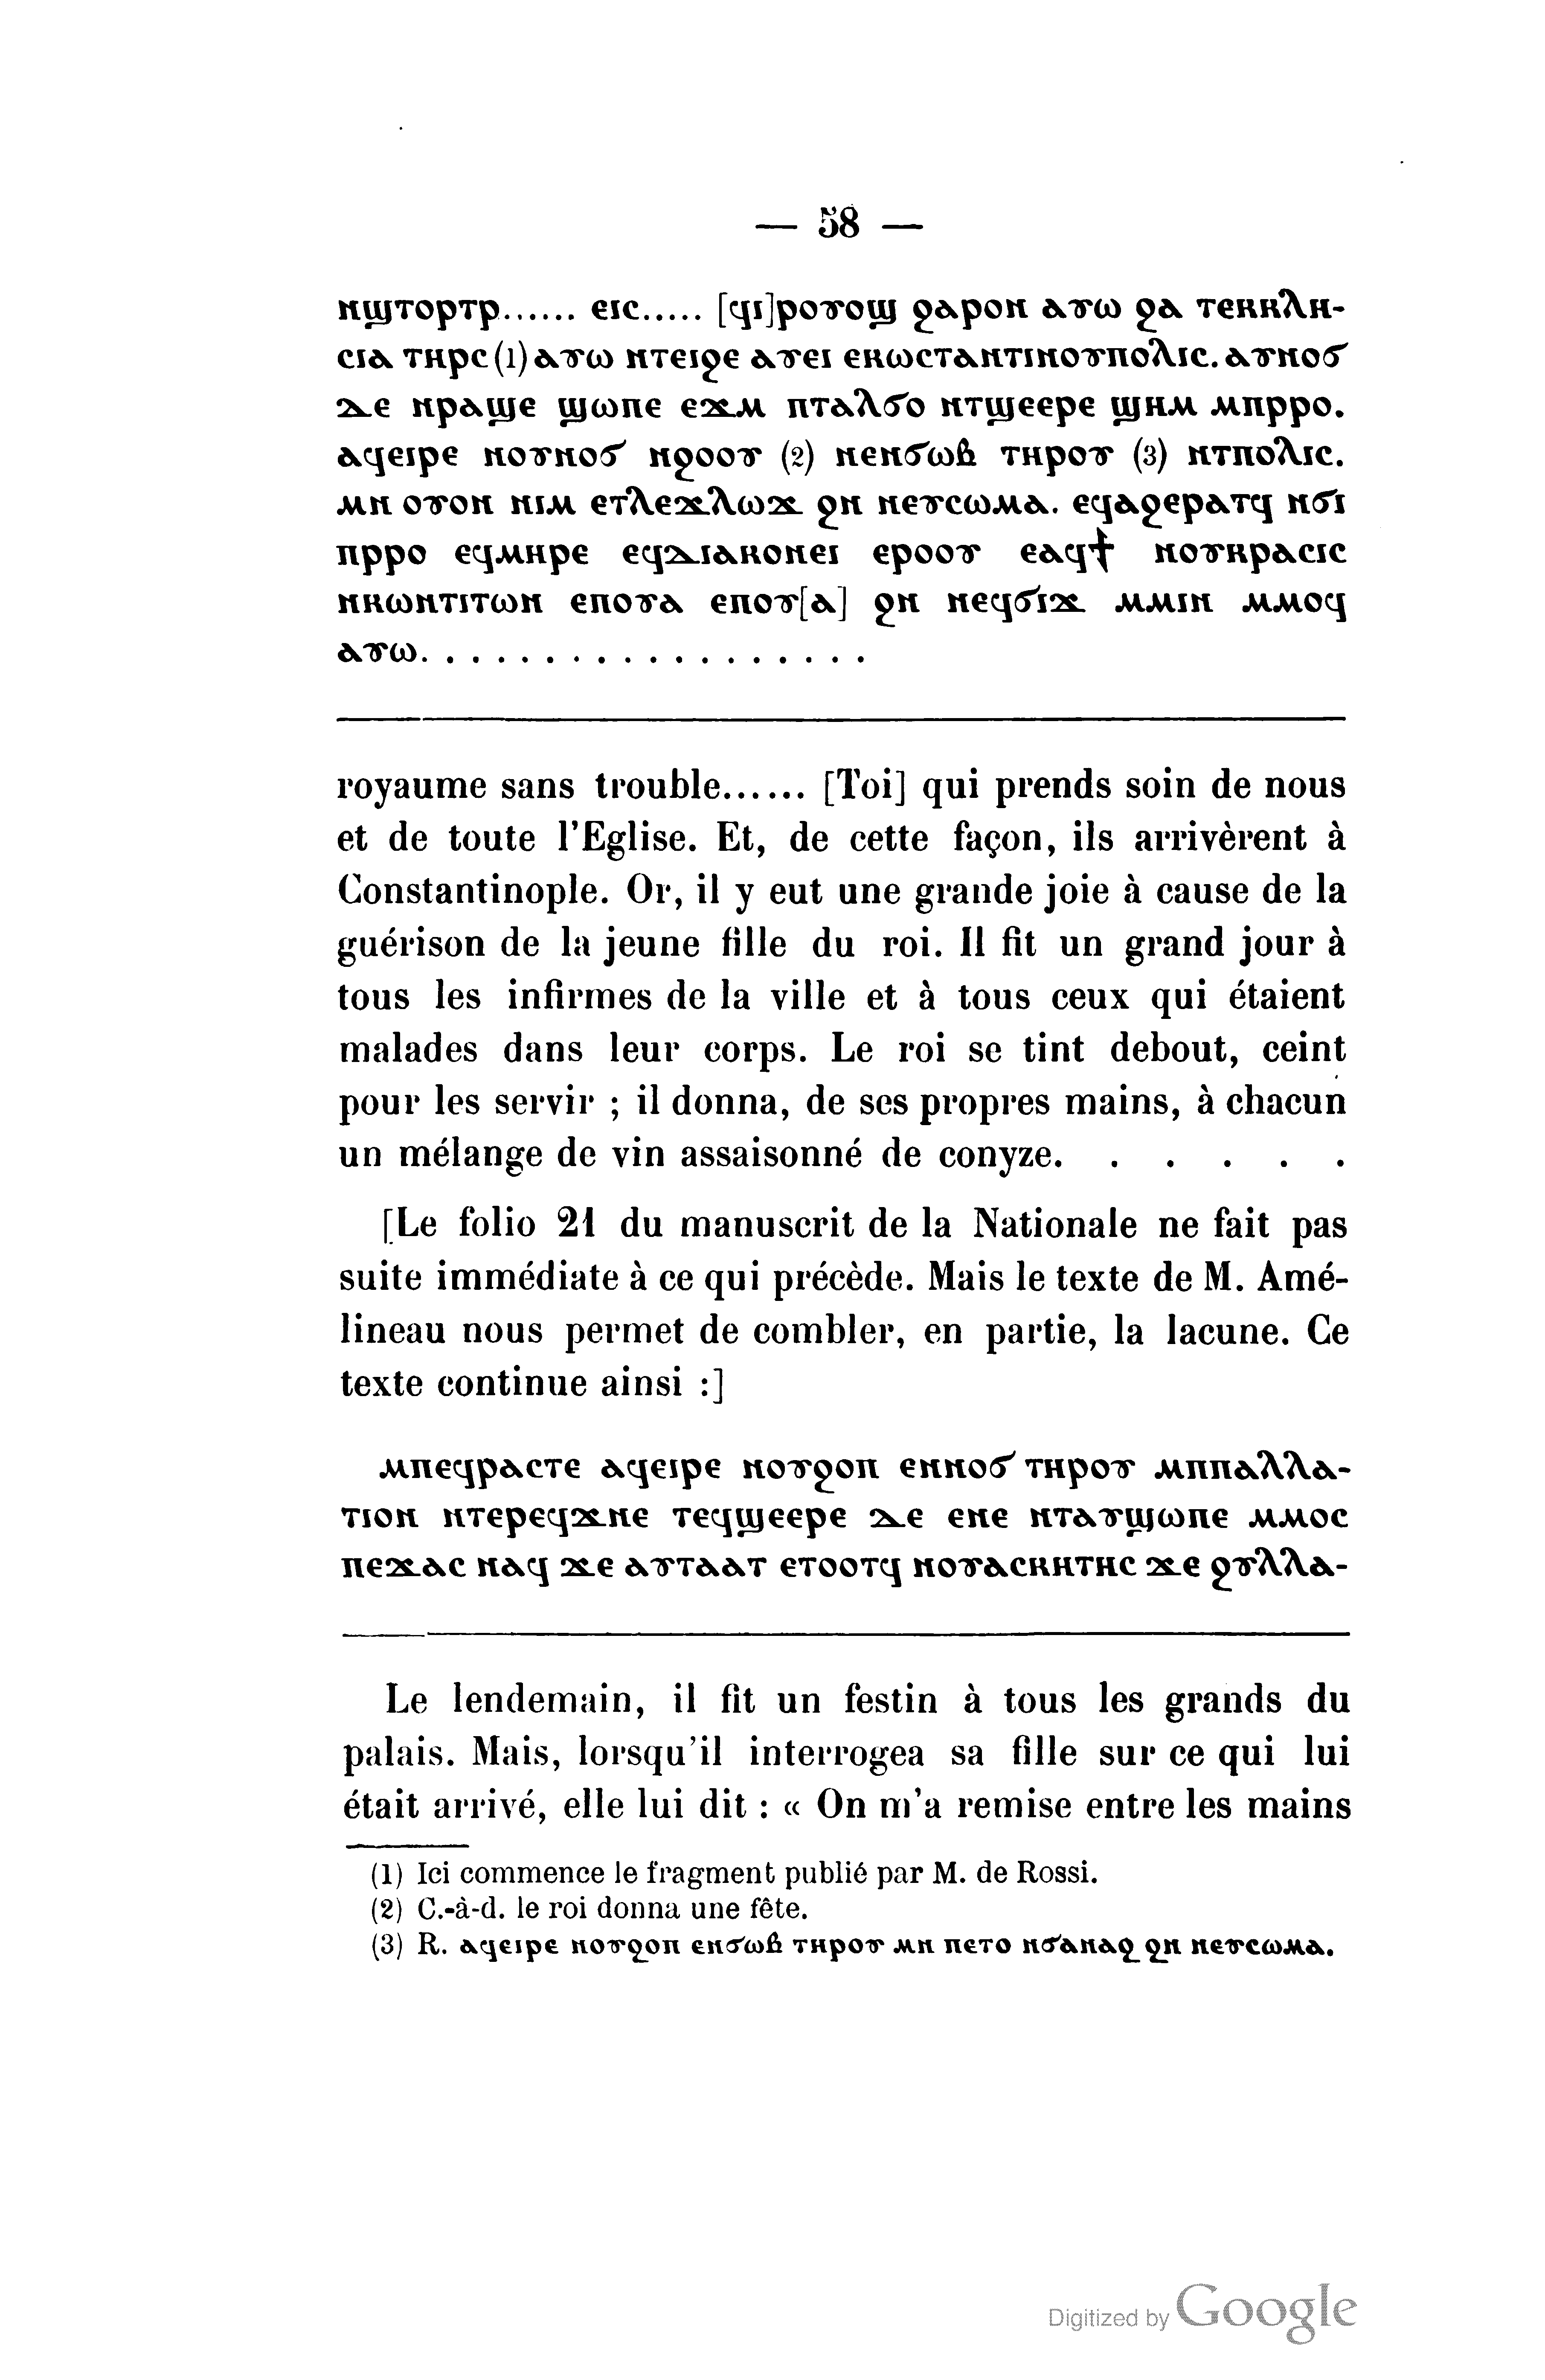 — 58 —
ⲛϣⲧⲟⲣⲧⲣ...... ⲉⲓⲥ..... [ϥⲓ]ⲣⲟⲩⲟϣ ϩⲁⲣⲟⲛ ⲁⲩⲱ ϩⲁ ⲧⲉⲕⲕⲗⲏ-
ⲥⲓⲁ ⲧⲏⲣⲥ (1) ⲁⲩⲱ ⲛⲧⲉⲓϩⲉ ⲁⲩⲉⲓ ⲉⲕⲱⲥⲧⲁⲛⲧⲓⲛⲟⲩⲡⲟⲗⲓⲥ. ⲁⲩⲛⲟϭ
ⲇⲉ ⲛⲣⲁϣⲉ ϣⲱⲡⲉ ⲉϫⲙ ⲡⲧⲁⲗϭⲟ ⲛⲧϣⲉⲉⲣⲉ ϣⲏⲙ ⲙⲡⲣⲣⲟ.
ⲁϥⲉⲓⲣⲉ ⲛⲟⲩⲛⲟϭ ⲛϩⲟⲟⲩ (2) ⲛⲉⲛϭⲱⲃ ⲧⲏⲣⲟⲩ (3) ⲛⲧⲡⲟⲗⲓⲥ.
ⲙⲛ ⲟⲩⲟⲛ ⲛⲓⲙ ⲉⲧⲗⲉϫⲗⲱϫ ϩⲛ ⲛⲉⲩⲥⲱⲙⲁ. ⲉϥⲁϩⲉⲣⲁⲧϥ ⲛϭⲓ
ⲡⲣⲣⲟ ⲉϥⲙⲏⲣⲉ ⲉϥⲇⲓⲁⲕⲟⲛⲉⲓ ⲉⲣⲟⲟⲩ ⲉⲁϥϯ ⲛⲟⲩⲕⲣⲁⲥⲓⲥ
ⲛⲕⲱⲛⲧⲓⲧⲱⲛ ⲉⲡⲟⲩⲁ ⲉⲡⲟⲩ[ⲁ] ϩⲛ ⲛⲉϥϭⲓϫ ⲙⲙⲓⲛ ⲙⲙⲟϥ
ⲁⲩⲱ. . . . . . . . . . . . . . . . . .
royaume sans trouble...... [Toi] qui prends soin de nous
et de toute l'Eglise. Et, de cette façon, ils arrivèrent à
Constantinople. Or, il y eut une grande joie à cause de la
guérison de la jeune fille du roi. Il fit un grand jour à
tous les infirmes de la ville et à tous ceux qui étaient
malades dans leur corps. Le roi se tint debout, ceint
pour les servir ; il donna, de ses propres mains, à chacun
un mélange de vin assaisonné de conyze. . . . . .
[Le folio 21 du manuscrit de la Nationale ne fait pas
suite immédiate à ce qui précède. Mais le texte de M. Amé-
lineau nous permet de combler, en partie, la lacune. Ce
texte continue ainsi :]
ⲙⲡⲉϥⲣⲁⲥⲧⲉ ⲁϥⲉⲓⲣⲉ ⲛⲟⲩϩⲟⲡ ⲉⲛⲛⲟϭ ⲧⲏⲣⲟⲩ ⲙⲡⲡⲁⲗⲗⲁ-
ⲧⲓⲟⲛ ⲛⲧⲉⲣⲉϥϫⲛⲉ ⲧⲉϥϣⲉⲉⲣⲉ ⲇⲉ ⲉⲛⲉ ⲛⲧⲁⲩϣⲱⲡⲉ ⲙⲙⲟⲥ
ⲡⲉϫⲁⲥ ⲛⲁϥ ϫⲉ ⲁⲩⲧⲁⲁⲧ ⲉⲧⲟⲟⲧϥ ⲛⲟⲩⲁⲥⲕⲏⲧⲏⲥ ϫⲉ ϩⲩⲗⲗⲁ-
Le lendemain, il fit un festin à tous les grands du
palais. Mais, lorsqu'il interrogea sa fille sur ce qui lui
était arrivé, elle lui dit : « On m'a remise entre les mains
(1) Ici commence le fragment publié par M. de Rossi.
(2) C.-à-d. le roi donna une fête.
(3) R. ⲁϥⲉⲓⲣⲉ ⲛⲟⲩϩⲟⲡ ⲉⲛϭⲱⲃ ⲧⲏⲣⲟⲩ ⲙⲛ ⲡⲉⲧⲟ ⲛϭⲁⲛⲁϩ ϩⲛ ⲛⲉⲩⲥⲱⲙⲁ.
Digitized by Google